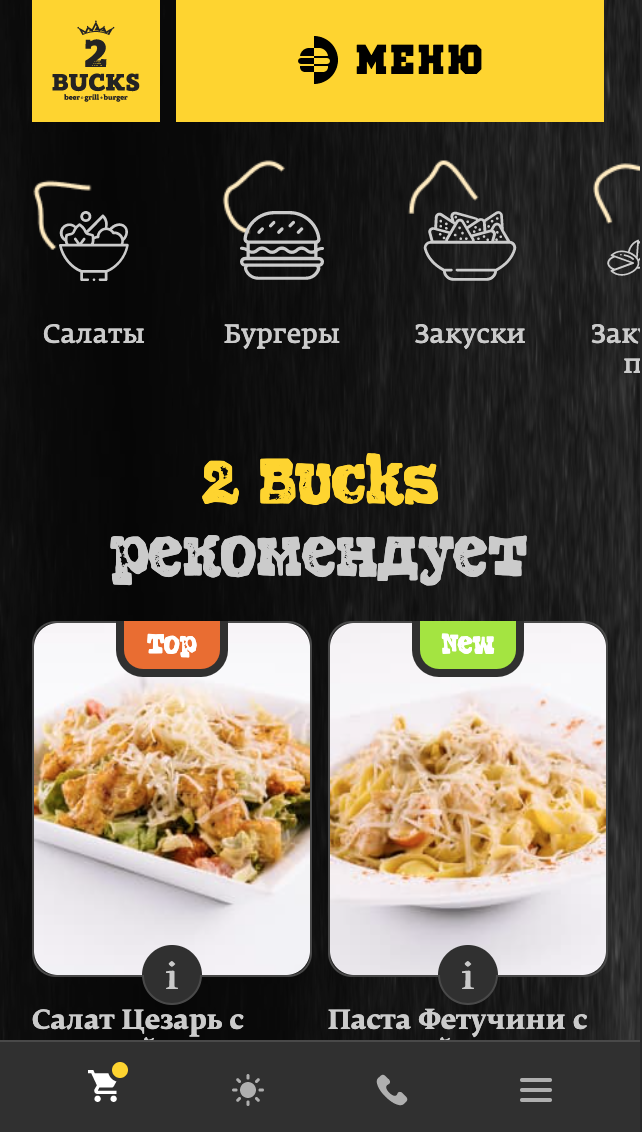 2
BUCKS
beer•grill•burger
МЕНЮ
Салаты
Бургеры
Закуски
2 Bucks
рекомендует
Top
New
i
i
Салат Цезарь с
Паста Фетучини с